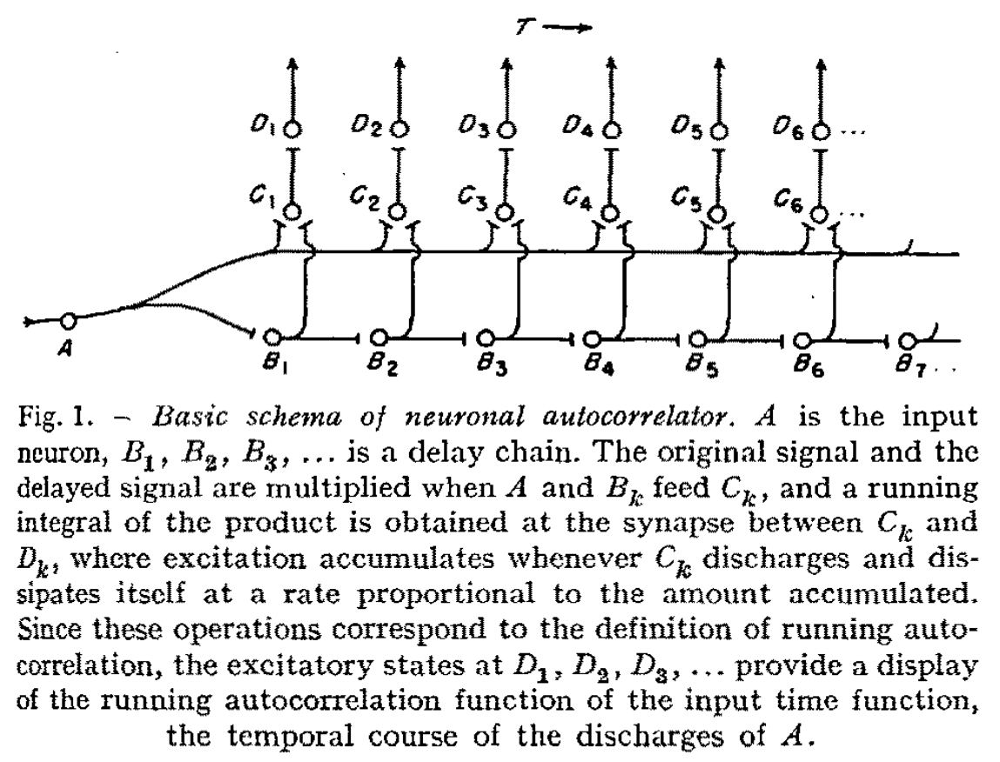 τ
D1 D2 D3 D4 D5 D6 ...
C1 C2 C3 C4 C5 C6 ...
A
B1 B2 B3 B4 B5 B6 B7 ..
Fig. 1. – Basic schema of neuronal autocorrelator. A is the input
neuron, B1, B2, B3, ... is a delay chain. The original signal and the
delayed signal are multiplied when A and Bk feed Ck, and a running
integral of the product is obtained at the synapse between Ck and
Dk, where excitation accumulates whenever Ck discharges and dis-
sipates itself at a rate proportional to the amount accumulated.
Since these operations correspond to the definition of running auto-
correlation, the excitatory states at D1, D2, D3, ... provide a display
of the running autocorrelation function of the input time function,
the temporal course of the discharges of A.